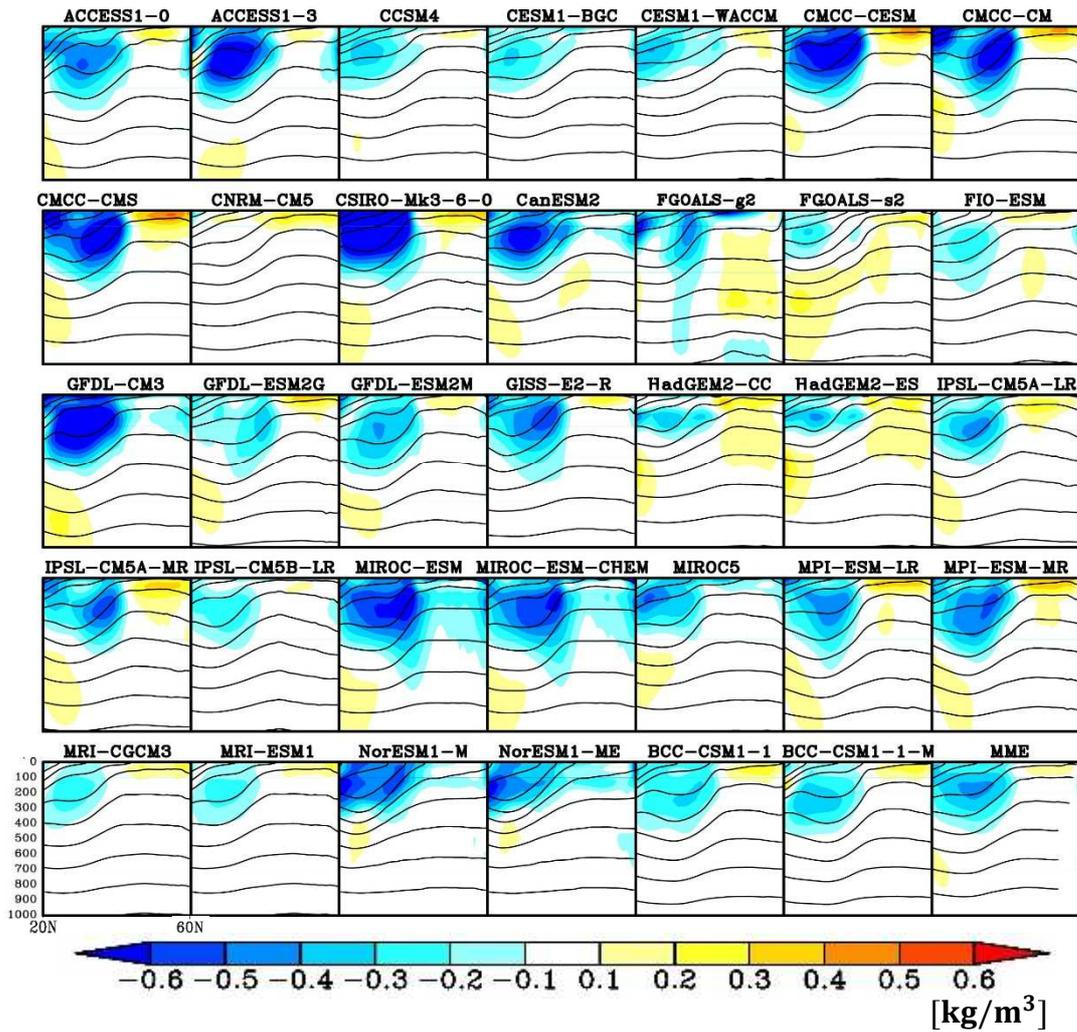 ACCESS1-0 ACCESS1-3 CCSM4 CESM1-BGC CESM1-WACCM CMCC-CESM CMCC-CM
CMCC-CMS CNRM-CM5 CSIRO-Mk3-6-0 CanESM2 FGOALS-g2 FGOALS-s2 FIO-ESM
GFDL-CM3 GFDL-ESM2G GFDL-ESM2M GISS-E2-R HadGEM2-CC HadGEM2-ES IPSL-CM5A-LR
IPSL-CM5A-MR IPSL-CM5B-LR MIROC-ESM MIROC-ESM-CHEM MIROC5 MPI-ESM-LR MPI-ESM-MR
MRI-CGCM3 MRI-ESM1 NorESM1-M NorESM1-ME BCC-CSM1-1 BCC-CSM1-1-M MME
0
100
200
300
400
500
600
700
800
900
1000
20N 60N
−0.6 −0.5 −0.4 −0.3 −0.2 −0.1 0.1 0.2 0.3 0.4 0.5 0.6
[kg/m³]